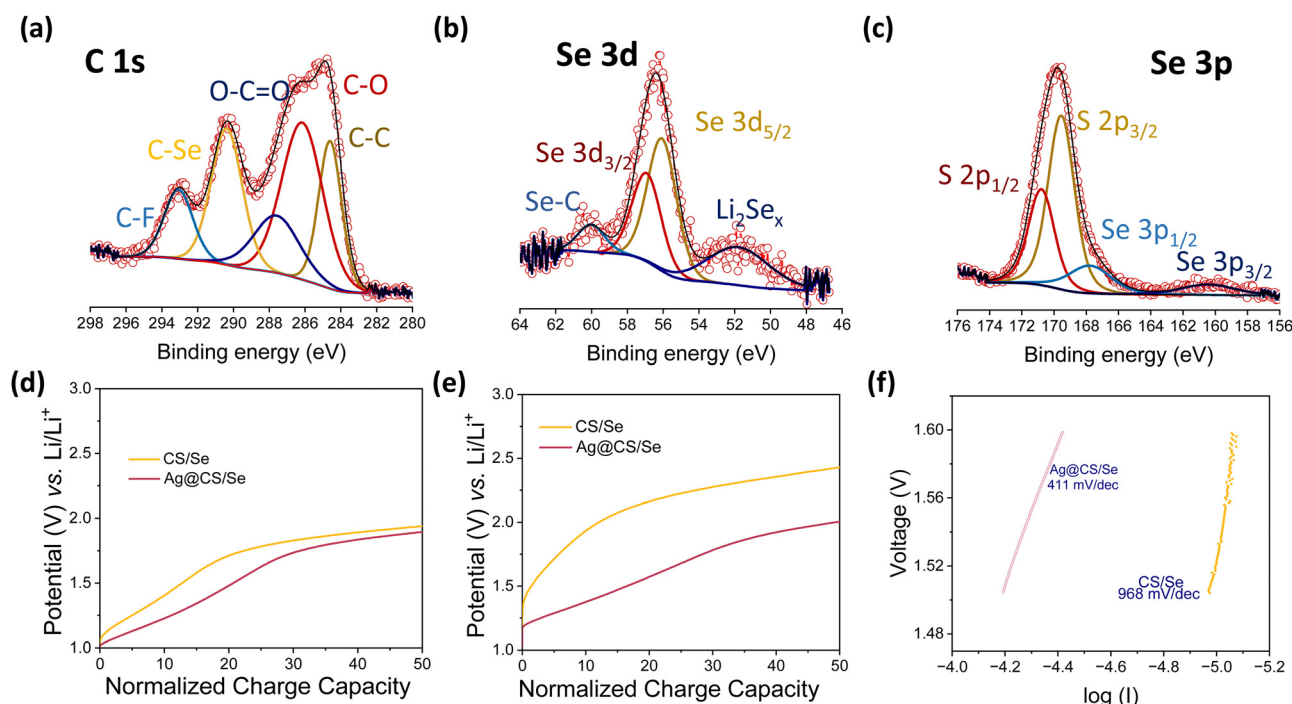 (a)
C 1s
O-C=O
C-O
C-Se
C-C
C-F
298 296 294 292 290 288 286 284 282 280
Binding energy (eV)
(b)
Se 3d
Se 3d5/2
Se 3d3/2
Se-C
Li2Sex
64 62 60 58 57 56 54 52 50 48 46
Binding energy (eV)
(c)
Se 3p
S 2p3/2
S 2p1/2
Se 3p1/2
Se 3p3/2
176 174 172 170 168 166 164 162 160 158 156
Binding energy (eV)
(d)
Potential (V) vs. Li/Li+
3.0
2.5
2.0
1.5
1.0
CS/Se
Ag@CS/Se
0 10 20 30 40 50
Normalized Charge Capacity
(e)
Potential (V) vs. Li/Li+
3.0
2.5
2.0
1.5
1.0
CS/Se
Ag@CS/Se
0 10 20 30 40 50
Normalized Charge Capacity
(f)
Voltage (V)
1.60
1.56
1.52
1.48
Ag@CS/Se
411 mV/dec
CS/Se
968 mV/dec
−4.0 −4.2 −4.4 −4.6 −4.8 −5.0 −5.2
log (I)